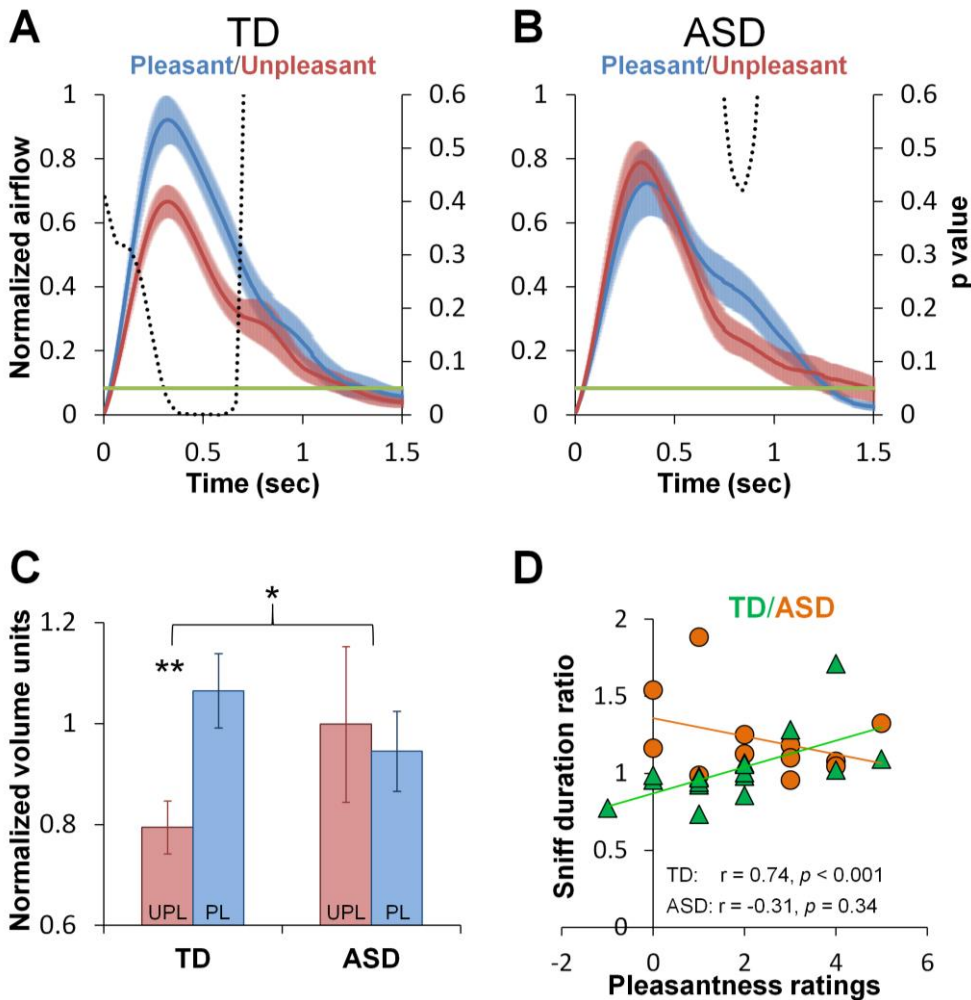 A
TD
Pleasant/Unpleasant
Normalized airflow
1
0.8
0.6
0.4
0.2
0
0.6
0.5
0.4
0.3
0.2
0.1
0
0
0.5
1
1.5
Time (sec)
B
ASD
Pleasant/Unpleasant
1
0.8
0.6
0.4
0.2
0
0.6
0.5
0.4
0.3
0.2
0.1
0
p value
0
0.5
1
1.5
Time (sec)
C
Normalized volume units
1.2
1
0.8
0.6
*
**
UPL
PL
UPL
PL
TD
ASD
D
TD/ASD
Sniff duration ratio
2
1.5
1
0.5
0
TD: r = 0.74, p < 0.001
ASD: r = -0.31, p = 0.34
-2
0
2
4
6
Pleasantness ratings